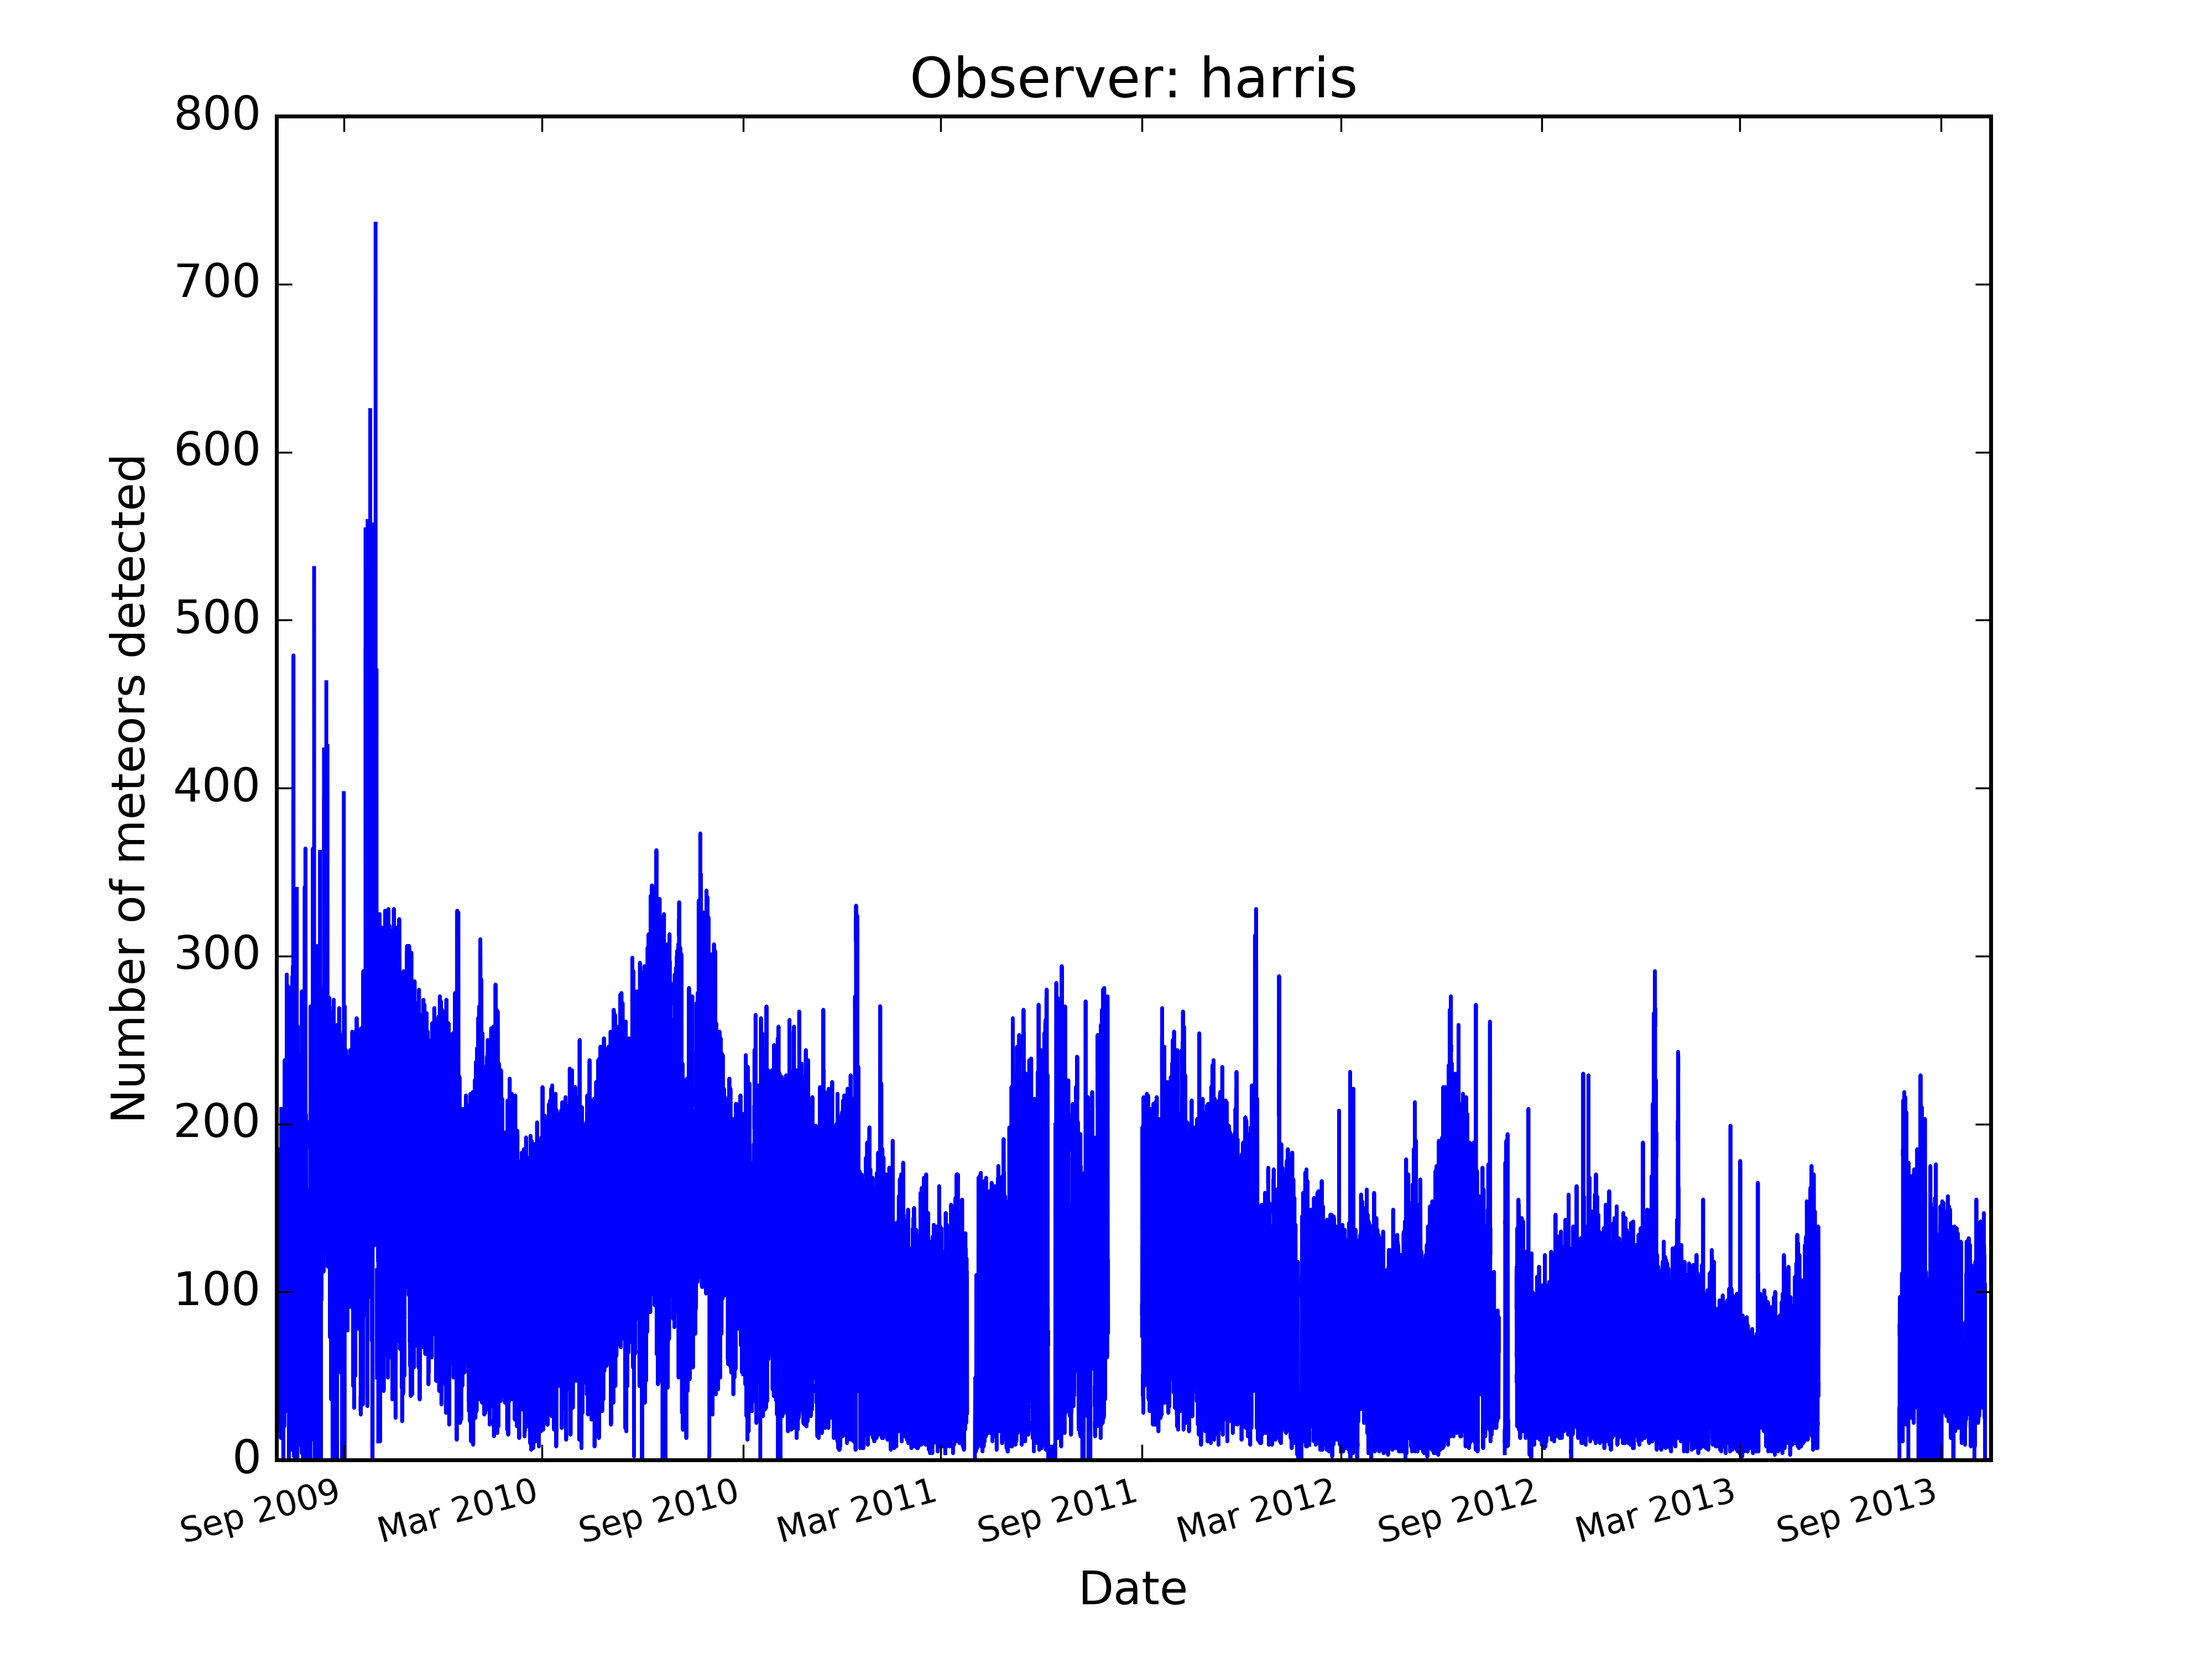 Observer: harris
800
700
600
500
400
300
200
100
0
Number of meteors detected
Sep 2009
Mar 2010
Sep 2010
Mar 2011
Sep 2011
Mar 2012
Sep 2012
Mar 2013
Sep 2013
Date